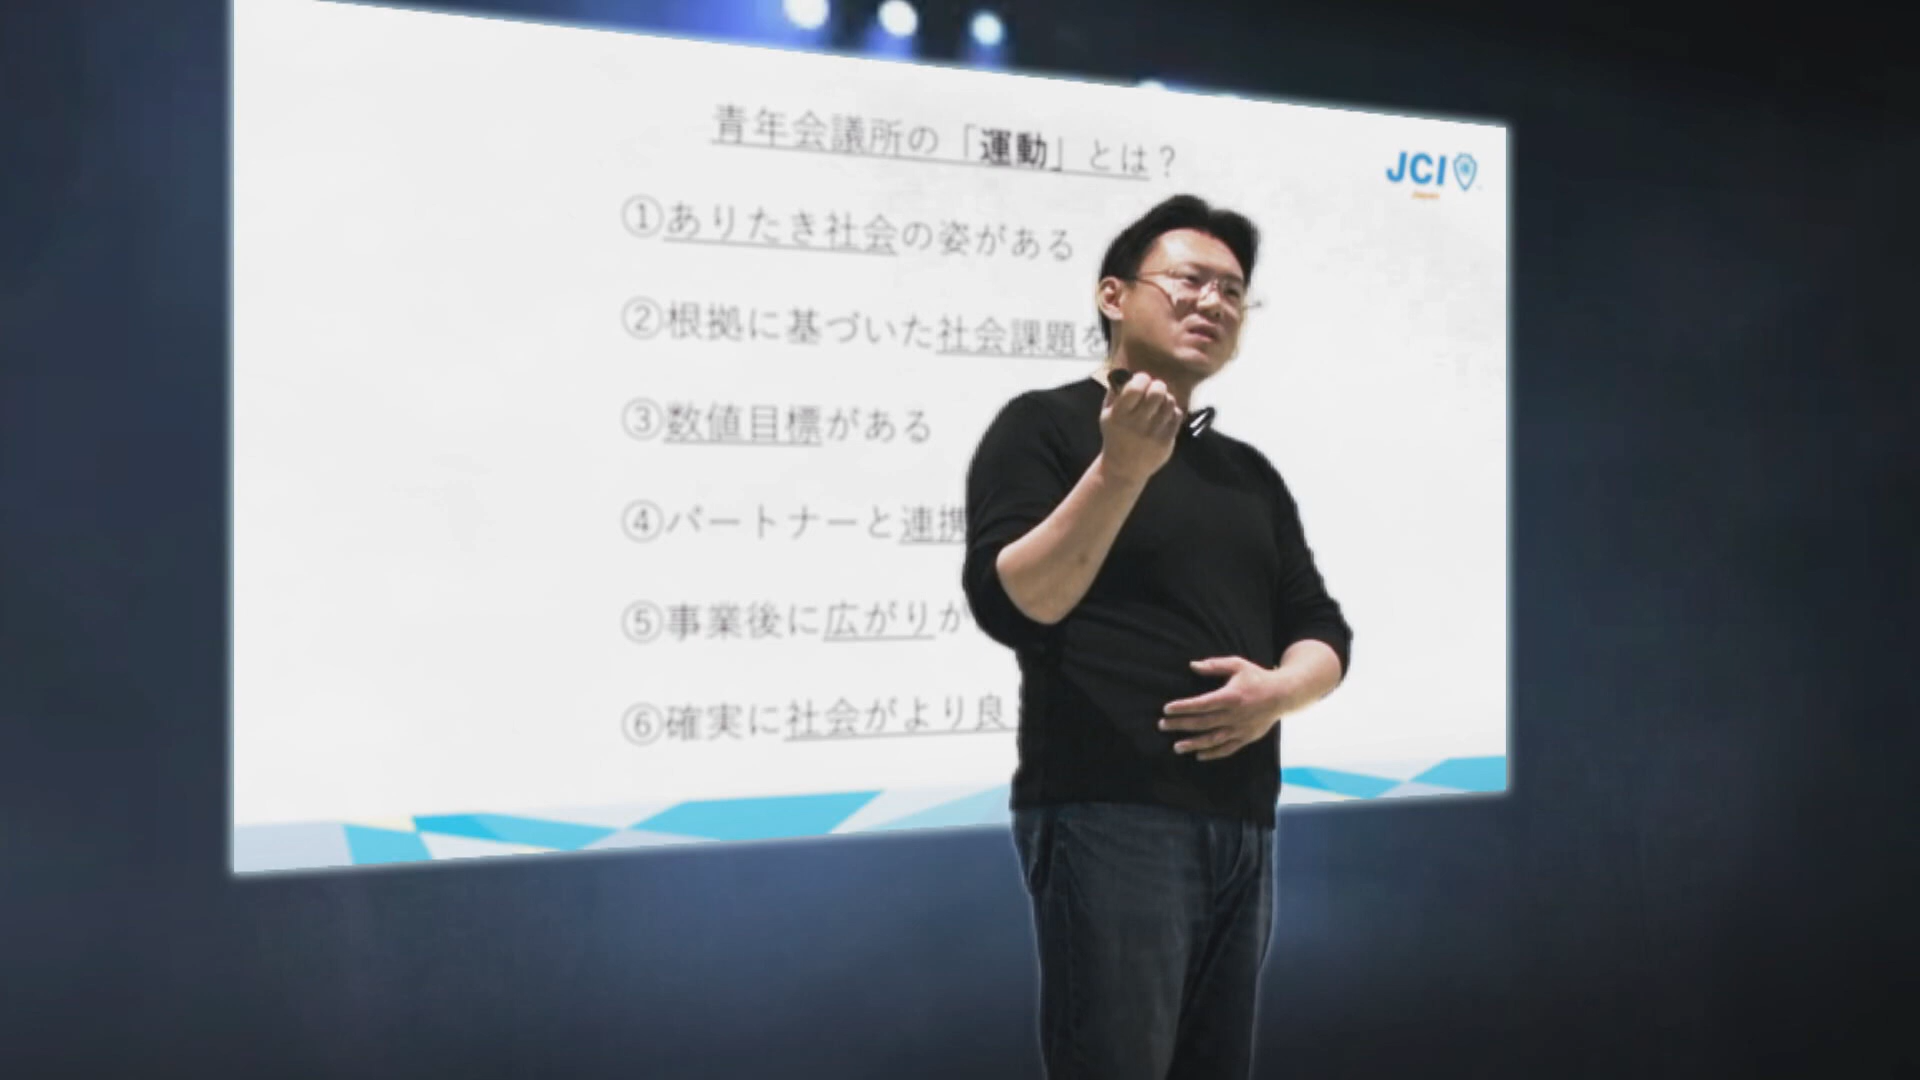 青年会議所の「運動」とは？
JCI
Japan
①ありたき社会の姿がある
②根拠に基づいた社会課題を
③数値目標がある
④パートナーと連携
⑤事業後に広がりが
⑥確実に社会がより良